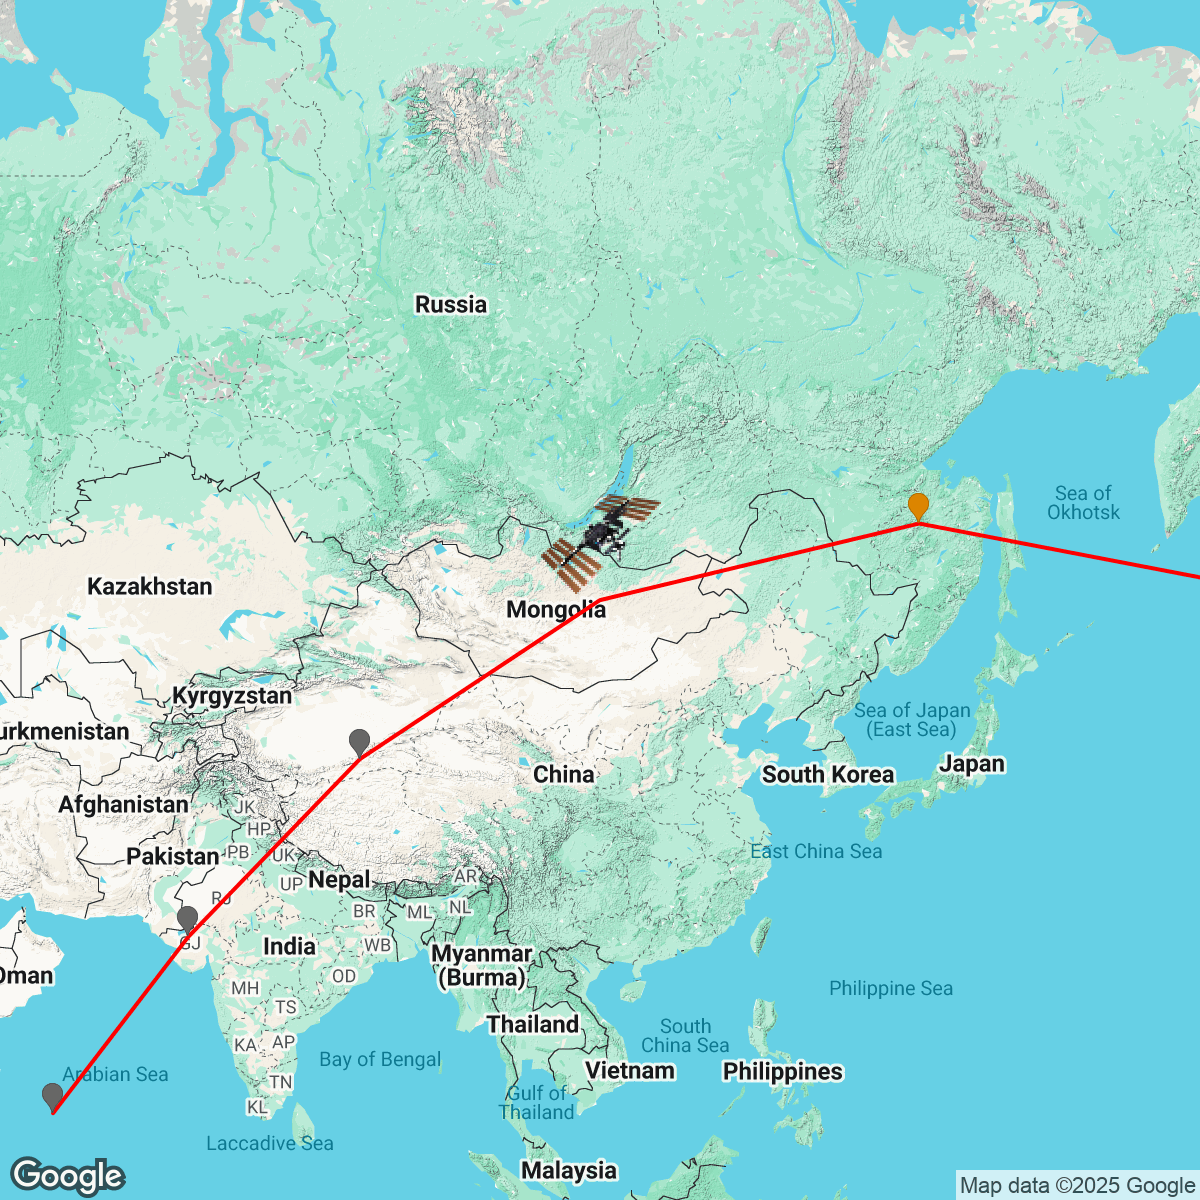 Russia
Sea of
Okhotsk
Kazakhstan
Mongolia
Kyrgyzstan
Sea of Japan
(East Sea)
urkmenistan
Japan
China
South Korea
Afghanistan
JK
HP
PB
Pakistan
UK
East China Sea
Nepal
UP
AR
RJ
BR
ML
NL
GJ
India
WB
Myanmar
(Burma)
Oman
MH
OD
Philippine Sea
TS
Thailand
South
China Sea
KA
AP
Bay of Bengal
Arabian Sea
Vietnam
Philippines
TN
KL
Gulf of
Thailand
Laccadive Sea
Malaysia
Google
Map data ©2025 Google